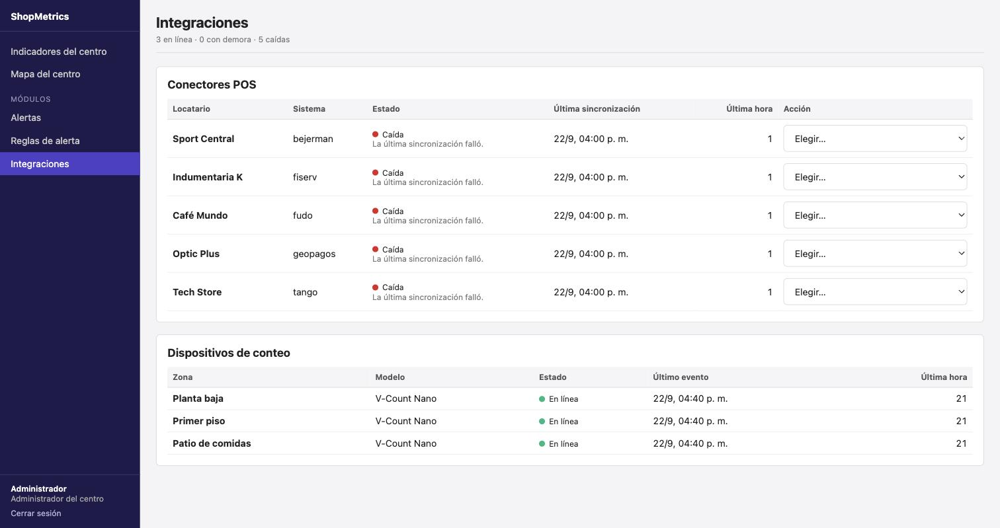 ShopMetrics
Indicadores del centro
Mapa del centro
MÓDULOS
Alertas
Reglas de alerta
Integraciones
Administrador
Administrador del centro
Cerrar sesión
Integraciones
3 en línea · 0 con demora · 5 caídas
Conectores POS
Locatario Sistema Estado Última sincronización Última hora Acción
Sport Central bejerman Caída 22/9, 04:00 p. m. 1 Elegir...
La última sincronización falló.
Indumentaria K fiserv Caída 22/9, 04:00 p. m. 1 Elegir...
La última sincronización falló.
Café Mundo fudo Caída 22/9, 04:00 p. m. 1 Elegir...
La última sincronización falló.
Optic Plus geopagos Caída 22/9, 04:00 p. m. 1 Elegir...
La última sincronización falló.
Tech Store tango Caída 22/9, 04:00 p. m. 1 Elegir...
La última sincronización falló.
Dispositivos de conteo
Zona Modelo Estado Último evento Última hora
Planta baja V-Count Nano En línea 22/9, 04:40 p. m. 21
Primer piso V-Count Nano En línea 22/9, 04:40 p. m. 21
Patio de comidas V-Count Nano En línea 22/9, 04:40 p. m. 21